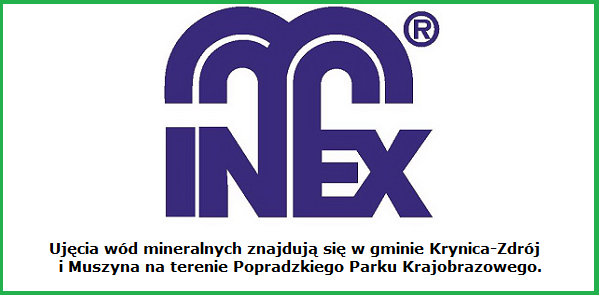 ®
INEX
Ujęcia wód mineralnych znajdują się w gminie Krynica-Zdrój
i Muszyna na terenie Popradzkiego Parku Krajobrazowego.